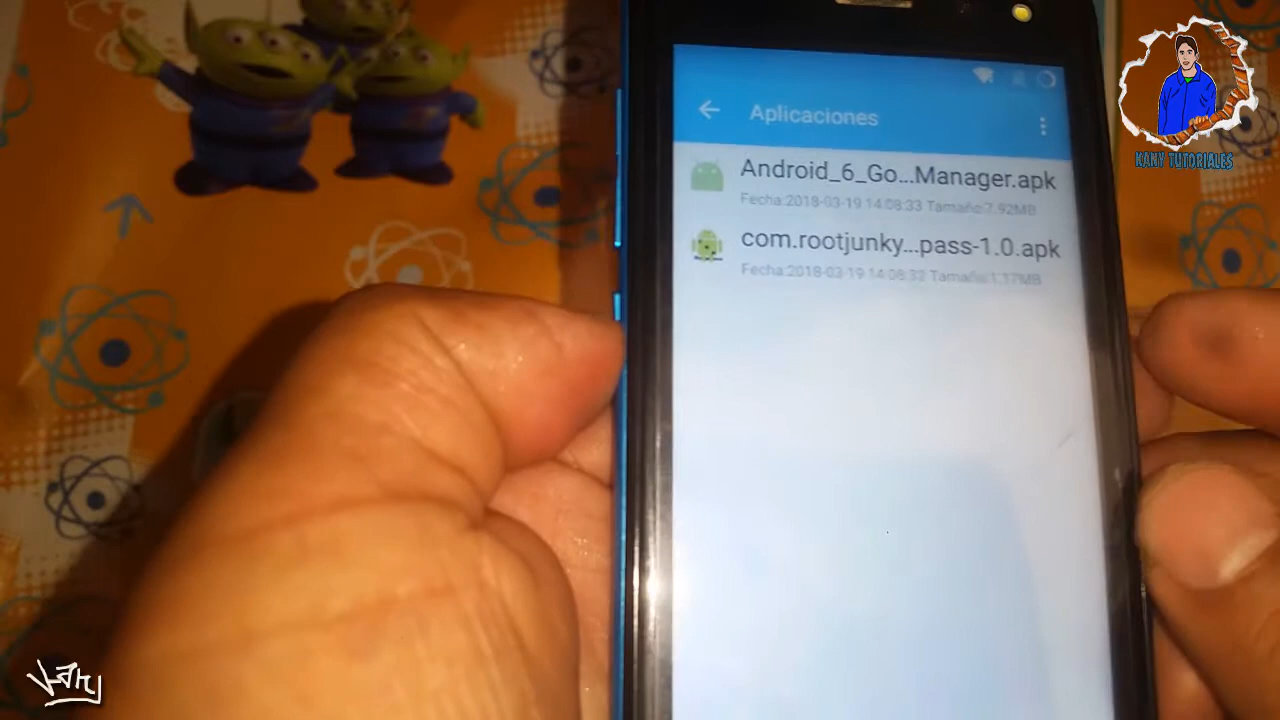 Aplicaciones
Android_6_Go...Manager.apk
Fecha:2018-03-19 14:08:33 Tamaño:7.92MB
com.rootjunky...pass-1.0.apk
Fecha:2018-03-19 14:08:32 Tamaño:1.17MB
KANY TUTORIALES
Kany